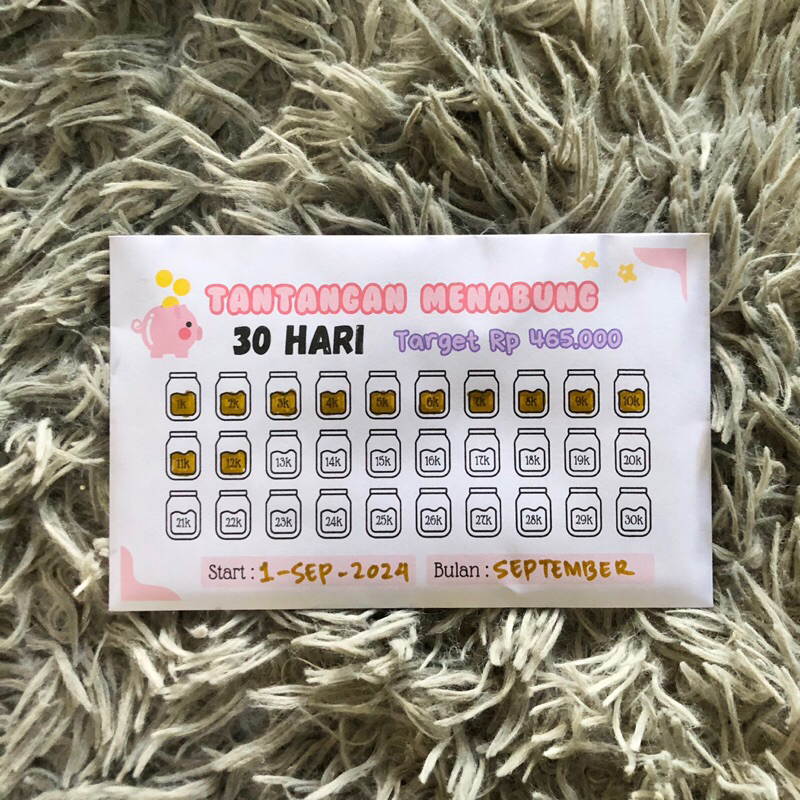 TANTANGAN MENABUNG
30 HARI Target Rp 465.000
1k 2k 3k 4k 5k 6k 7k 8k 9k 10k
11k 12k 13k 14k 15k 16k 17k 18k 19k 20k
21k 22k 23k 24k 25k 26k 27k 28k 29k 30k
Start : 1-SEP-2024 Bulan : SEPTEMBER